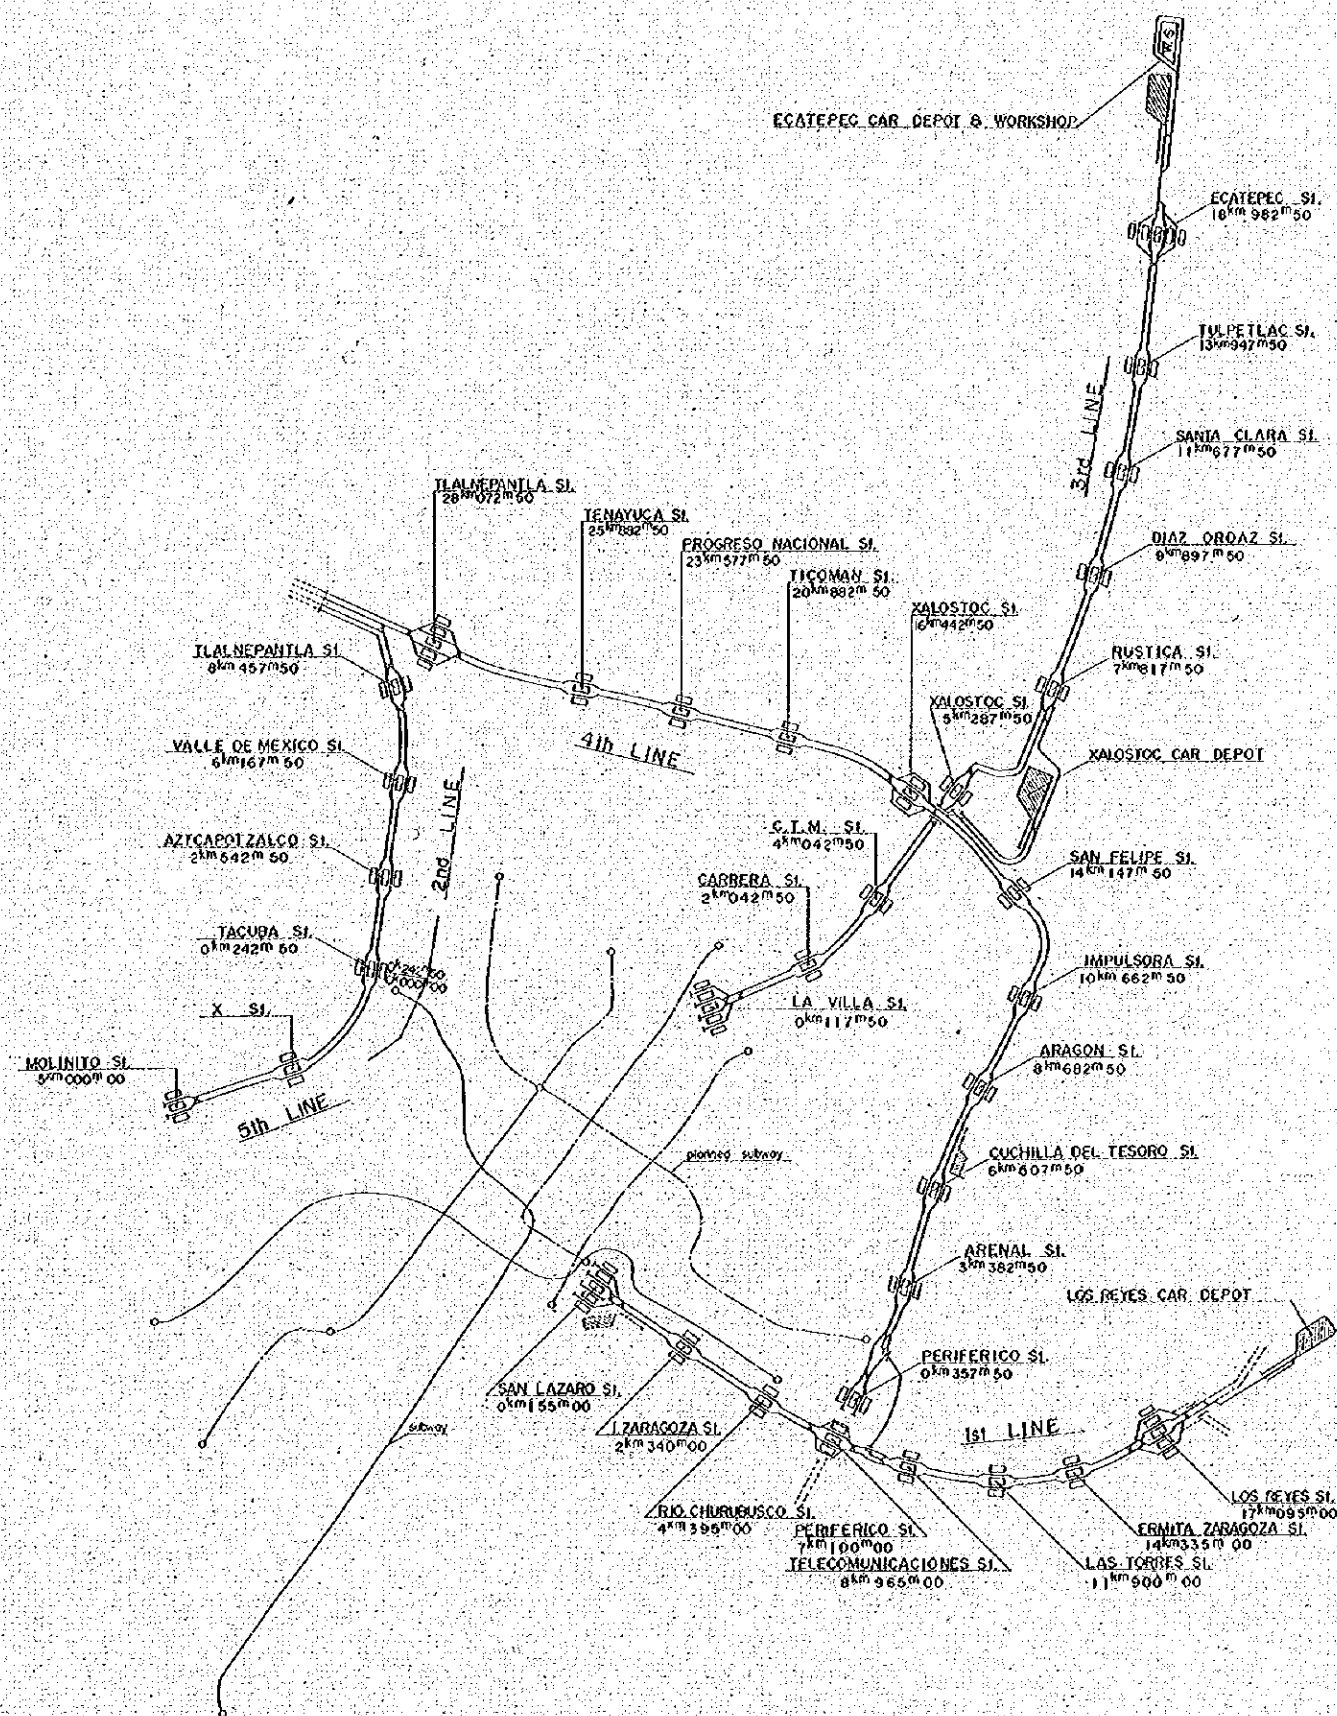 W.S
ECATEPEC CAR DEPOT & WORKSHOP
ECATEPEC St.
18km 982m50
TULPETLAC St.
13km947m50
3rd LINE
SANTA CLARA St.
11km677m50
DIAZ ORDAZ St.
9km897m50
TLALNEPANTLA St.
28km072m50
TENAYUCA St.
25km882m50
PROGRESO NACIONAL St.
23km577m50
TICOMAN St.
20km882m50
XALOSTOC St.
16km442m50
TLALNEPANTLA St.
8km457m50
RUSTICA St.
7km817m50
XALOSTOC St.
5km287m50
4th LINE
VALLE DE MEXICO St.
6km167m50
XALOSTOC CAR DEPOT
2nd LINE
AZTCAPOTZALCO St.
2km642m50
C.T.M. St.
4km042m50
SAN FELIPE St.
14km147m50
CARRERA St.
2km042m50
TACUBA St.
0km242m50
IMPULSORA St.
10km662m50
X St.
LA VILLA St.
0km117m50
MOLINITO St.
5km000m00
5th LINE
ARAGON St.
8km682m50
planned subway
CUCHILLA DEL TESORO St.
6km607m50
ARENAL St.
3km382m50
LOS REYES CAR DEPOT
PERIFERICO St.
0km357m50
SAN LAZARO St.
0km155m00
subway
I.ZARAGOZA St.
2km340m00
1st LINE
RIO CHURUBUSCO St.
4km395m00
PERIFERICO St.
7km100m00
TELECOMUNICACIONES St.
8km965m00
LOS REYES St.
17km095m00
ERMITA ZARAGOZA St.
14km335m00
LAS TORRES St.
11km900m00